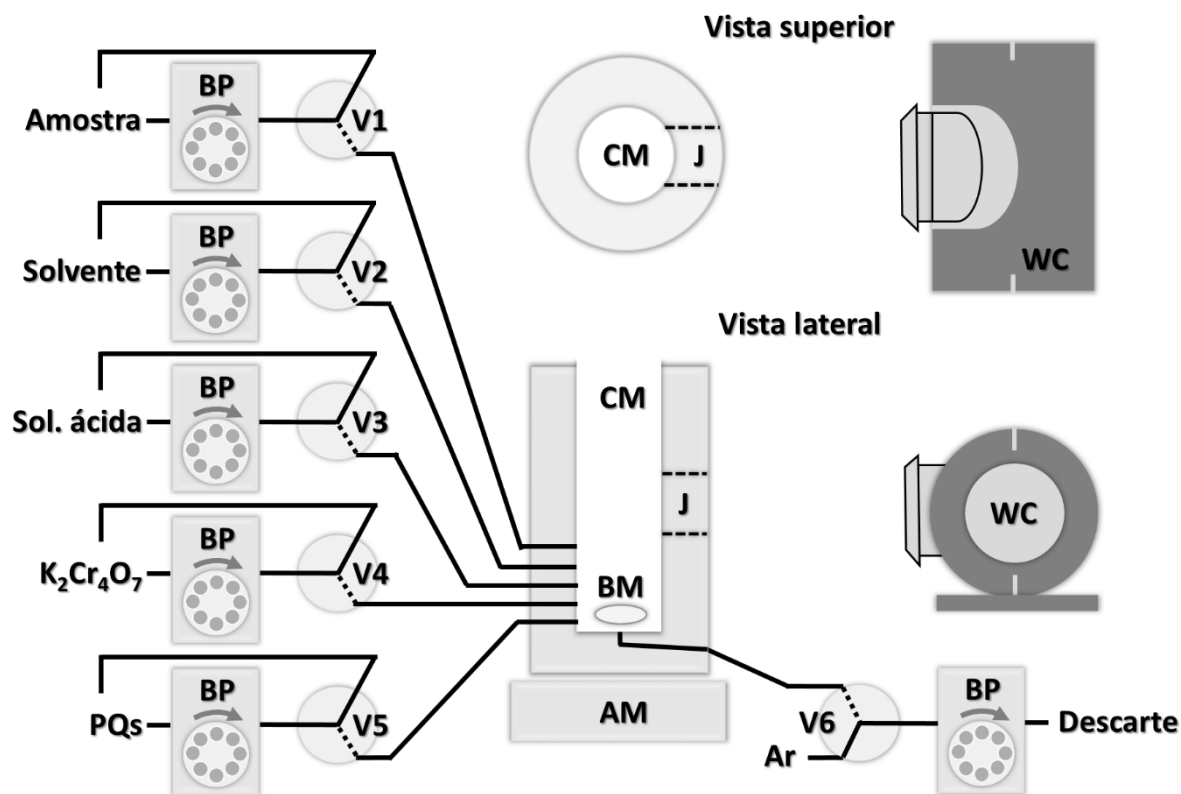 Vista superior
BP
Amostra
V1
CM
J
WC
BP
Solvente
V2
Vista lateral
BP
Sol. ácida
V3
CM
J
WC
BP
K₂Cr₄O₇
V4
BM
BP
PQs
V5
AM
V6
Ar
BP
Descarte